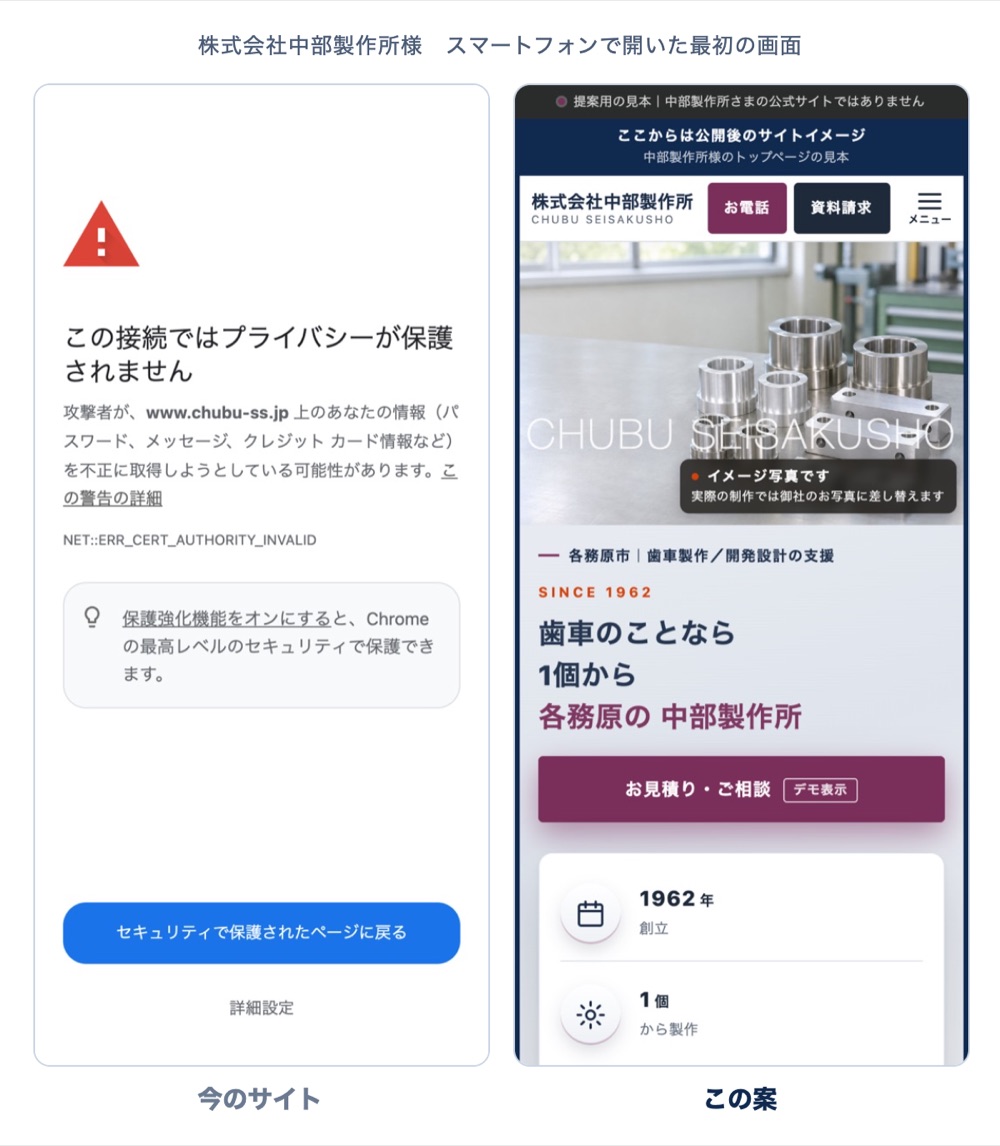 株式会社中部製作所様　スマートフォンで開いた最初の画面
この接続ではプライバシーが保護
されません
攻撃者が、www.chubu-ss.jp 上のあなたの情報（パ
スワード、メッセージ、クレジット カード情報など）
を不正に取得しようとしている可能性があります。こ
の警告の詳細
NET::ERR_CERT_AUTHORITY_INVALID
保護強化機能をオンにすると、Chrome
の最高レベルのセキュリティで保護でき
ます。
セキュリティで保護されたページに戻る
詳細設定
今のサイト
提案用の見本｜中部製作所さまの公式サイトではありません
ここからは公開後のサイトイメージ
中部製作所様のトップページの見本
株式会社中部製作所
CHUBU SEISAKUSHO
お電話
資料請求
メニュー
CHUBU SEISAKUSHO
イメージ写真です
実際の制作では御社のお写真に差し替えます
各務原市｜歯車製作／開発設計の支援
SINCE 1962
歯車のことなら
1個から
各務原の 中部製作所
お見積り・ご相談 デモ表示
1962 年
創立
1 個
から製作
この案